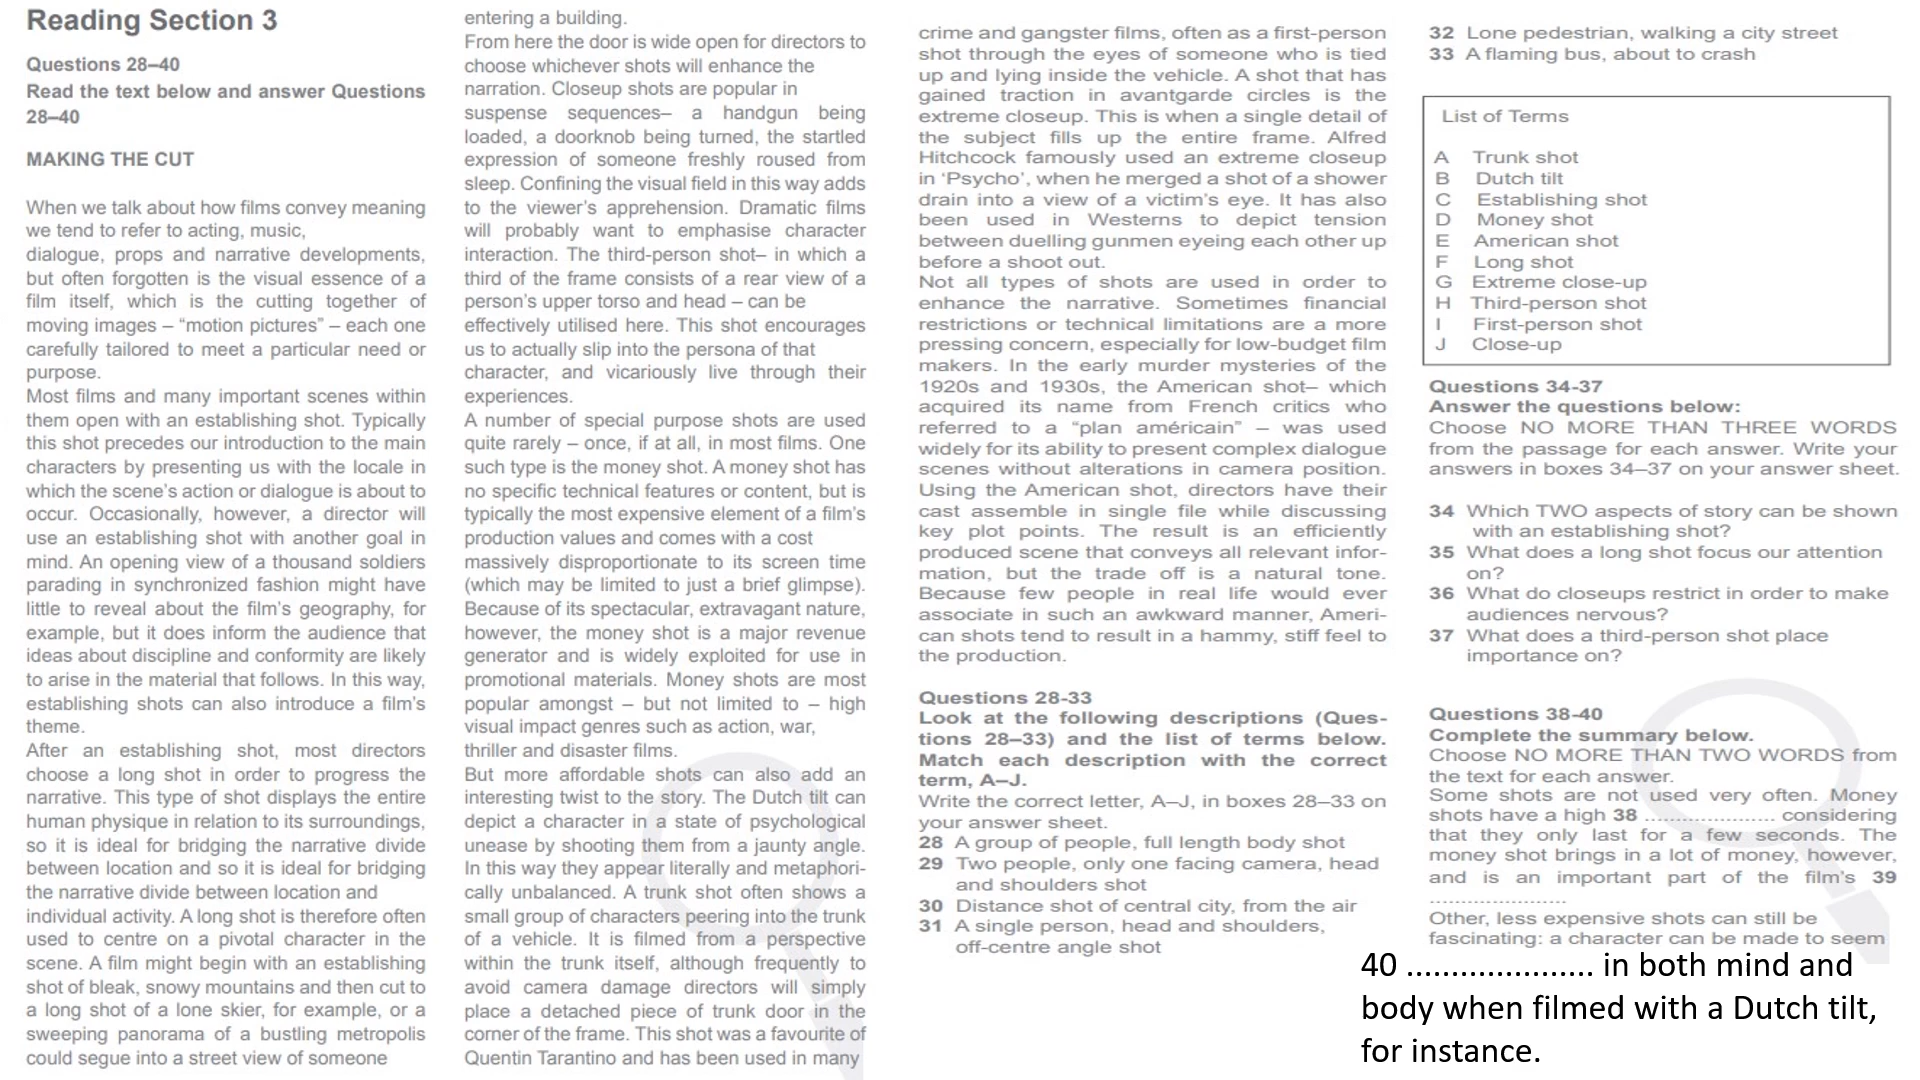 Reading Section 3
Questions 28–40
Read the text below and answer Questions
28–40
MAKING THE CUT
When we talk about how films convey meaning
we tend to refer to acting, music,
dialogue, props and narrative developments,
but often forgotten is the visual essence of a
film itself, which is the cutting together of
moving images – “motion pictures” – each one
carefully tailored to meet a particular need or
purpose.
Most films and many important scenes within
them open with an establishing shot. Typically
this shot precedes our introduction to the main
characters by presenting us with the locale in
which the scene’s action or dialogue is about to
occur. Occasionally, however, a director will
use an establishing shot with another goal in
mind. An opening view of a thousand soldiers
parading in synchronized fashion might have
little to reveal about the film’s geography, for
example, but it does inform the audience that
ideas about discipline and conformity are likely
to arise in the material that follows. In this way,
establishing shots can also introduce a film’s
theme.
After an establishing shot, most directors
choose a long shot in order to progress the
narrative. This type of shot displays the entire
human physique in relation to its surroundings,
so it is ideal for bridging the narrative divide
between location and so it is ideal for bridging
the narrative divide between location and
individual activity. A long shot is therefore often
used to centre on a pivotal character in the
scene. A film might begin with an establishing
shot of bleak, snowy mountains and then cut to
a long shot of a lone skier, for example, or a
sweeping panorama of a bustling metropolis
could segue into a street view of someone
entering a building.
From here the door is wide open for directors to
choose whichever shots will enhance the
narration. Closeup shots are popular in
suspense sequences– a handgun being
loaded, a doorknob being turned, the startled
expression of someone freshly roused from
sleep. Confining the visual field in this way adds
to the viewer’s apprehension. Dramatic films
will probably want to emphasise character
interaction. The third-person shot– in which a
third of the frame consists of a rear view of a
person’s upper torso and head – can be
effectively utilised here. This shot encourages
us to actually slip into the persona of that
character, and vicariously live through their
experiences.
A number of special purpose shots are used
quite rarely – once, if at all, in most films. One
such type is the money shot. A money shot has
no specific technical features or content, but is
typically the most expensive element of a film’s
production values and comes with a cost
massively disproportionate to its screen time
(which may be limited to just a brief glimpse).
Because of its spectacular, extravagant nature,
however, the money shot is a major revenue
generator and is widely exploited for use in
promotional materials. Money shots are most
popular amongst – but not limited to – high
visual impact genres such as action, war,
thriller and disaster films.
But more affordable shots can also add an
interesting twist to the story. The Dutch tilt can
depict a character in a state of psychological
unease by shooting them from a jaunty angle.
In this way they appear literally and metaphori-
cally unbalanced. A trunk shot often shows a
small group of characters peering into the trunk
of a vehicle. It is filmed from a perspective
within the trunk itself, although frequently to
avoid camera damage directors will simply
place a detached piece of trunk door in the
corner of the frame. This shot was a favourite of
Quentin Tarantino and has been used in many
crime and gangster films, often as a first-person
shot through the eyes of someone who is tied
up and lying inside the vehicle. A shot that has
gained traction in avantgarde circles is the
extreme closeup. This is when a single detail of
the subject fills up the entire frame. Alfred
Hitchcock famously used an extreme closeup
in ‘Psycho’, when he merged a shot of a shower
drain into a view of a victim’s eye. It has also
been used in Westerns to depict tension
between duelling gunmen eyeing each other up
before a shoot out.
Not all types of shots are used in order to
enhance the narrative. Sometimes financial
restrictions or technical limitations are a more
pressing concern, especially for low-budget film
makers. In the early murder mysteries of the
1920s and 1930s, the American shot– which
acquired its name from French critics who
referred to a “plan américain” – was used
widely for its ability to present complex dialogue
scenes without alterations in camera position.
Using the American shot, directors have their
cast assemble in single file while discussing
key plot points. The result is an efficiently
produced scene that conveys all relevant infor-
mation, but the trade off is a natural tone.
Because few people in real life would ever
associate in such an awkward manner, Ameri-
can shots tend to result in a hammy, stiff feel to
the production.
Questions 28-33
Look at the following descriptions (Ques-
tions 28–33) and the list of terms below.
Match each description with the correct
term, A–J.
Write the correct letter, A–J, in boxes 28–33 on
your answer sheet.
28 A group of people, full length body shot
29 Two people, only one facing camera, head
and shoulders shot
30 Distance shot of central city, from the air
31 A single person, head and shoulders,
off-centre angle shot
32 Lone pedestrian, walking a city street
33 A flaming bus, about to crash
List of Terms
A Trunk shot
B Dutch tilt
C Establishing shot
D Money shot
E American shot
F Long shot
G Extreme close-up
H Third-person shot
I First-person shot
J Close-up
Questions 34-37
Answer the questions below:
Choose NO MORE THAN THREE WORDS
from the passage for each answer. Write your
answers in boxes 34–37 on your answer sheet.
34 Which TWO aspects of story can be shown
with an establishing shot?
35 What does a long shot focus our attention
on?
36 What do closeups restrict in order to make
audiences nervous?
37 What does a third-person shot place
importance on?
Questions 38-40
Complete the summary below.
Choose NO MORE THAN TWO WORDS from
the text for each answer.
Some shots are not used very often. Money
shots have a high 38 ..................... considering
that they only last for a few seconds. The
money shot brings in a lot of money, however,
and is an important part of the film’s 39
......................
Other, less expensive shots can still be
fascinating: a character can be made to seem
40 ..................... in both mind and
body when filmed with a Dutch tilt,
for instance.